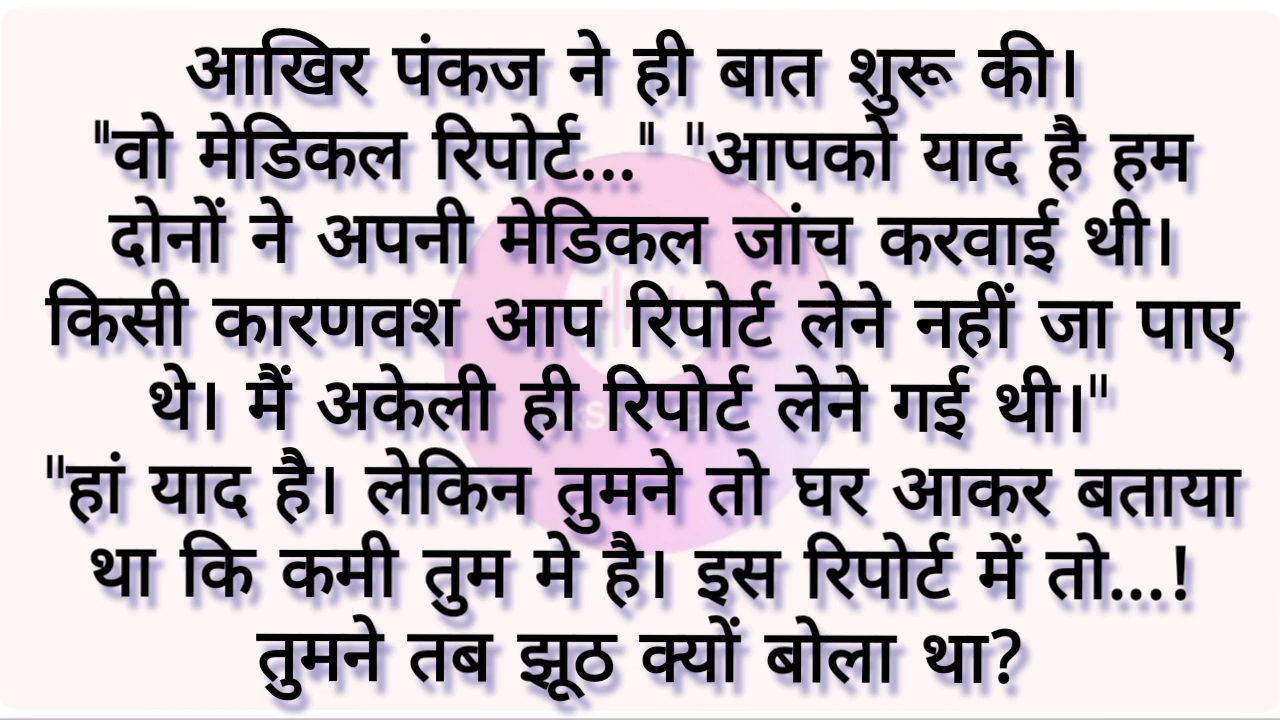 आखिर पंकज ने ही बात शुरू की।
"वो मेडिकल रिपोर्ट..." "आपको याद है हम
दोनों ने अपनी मेडिकल जांच करवाई थी।
किसी कारणवश आप रिपोर्ट लेने नहीं जा पाए
थे। मैं अकेली ही रिपोर्ट लेने गई थी।"
"हां याद है। लेकिन तुमने तो घर आकर बताया
था कि कमी तुम मे है। इस रिपोर्ट में तो...!
तुमने तब झूठ क्यों बोला था?